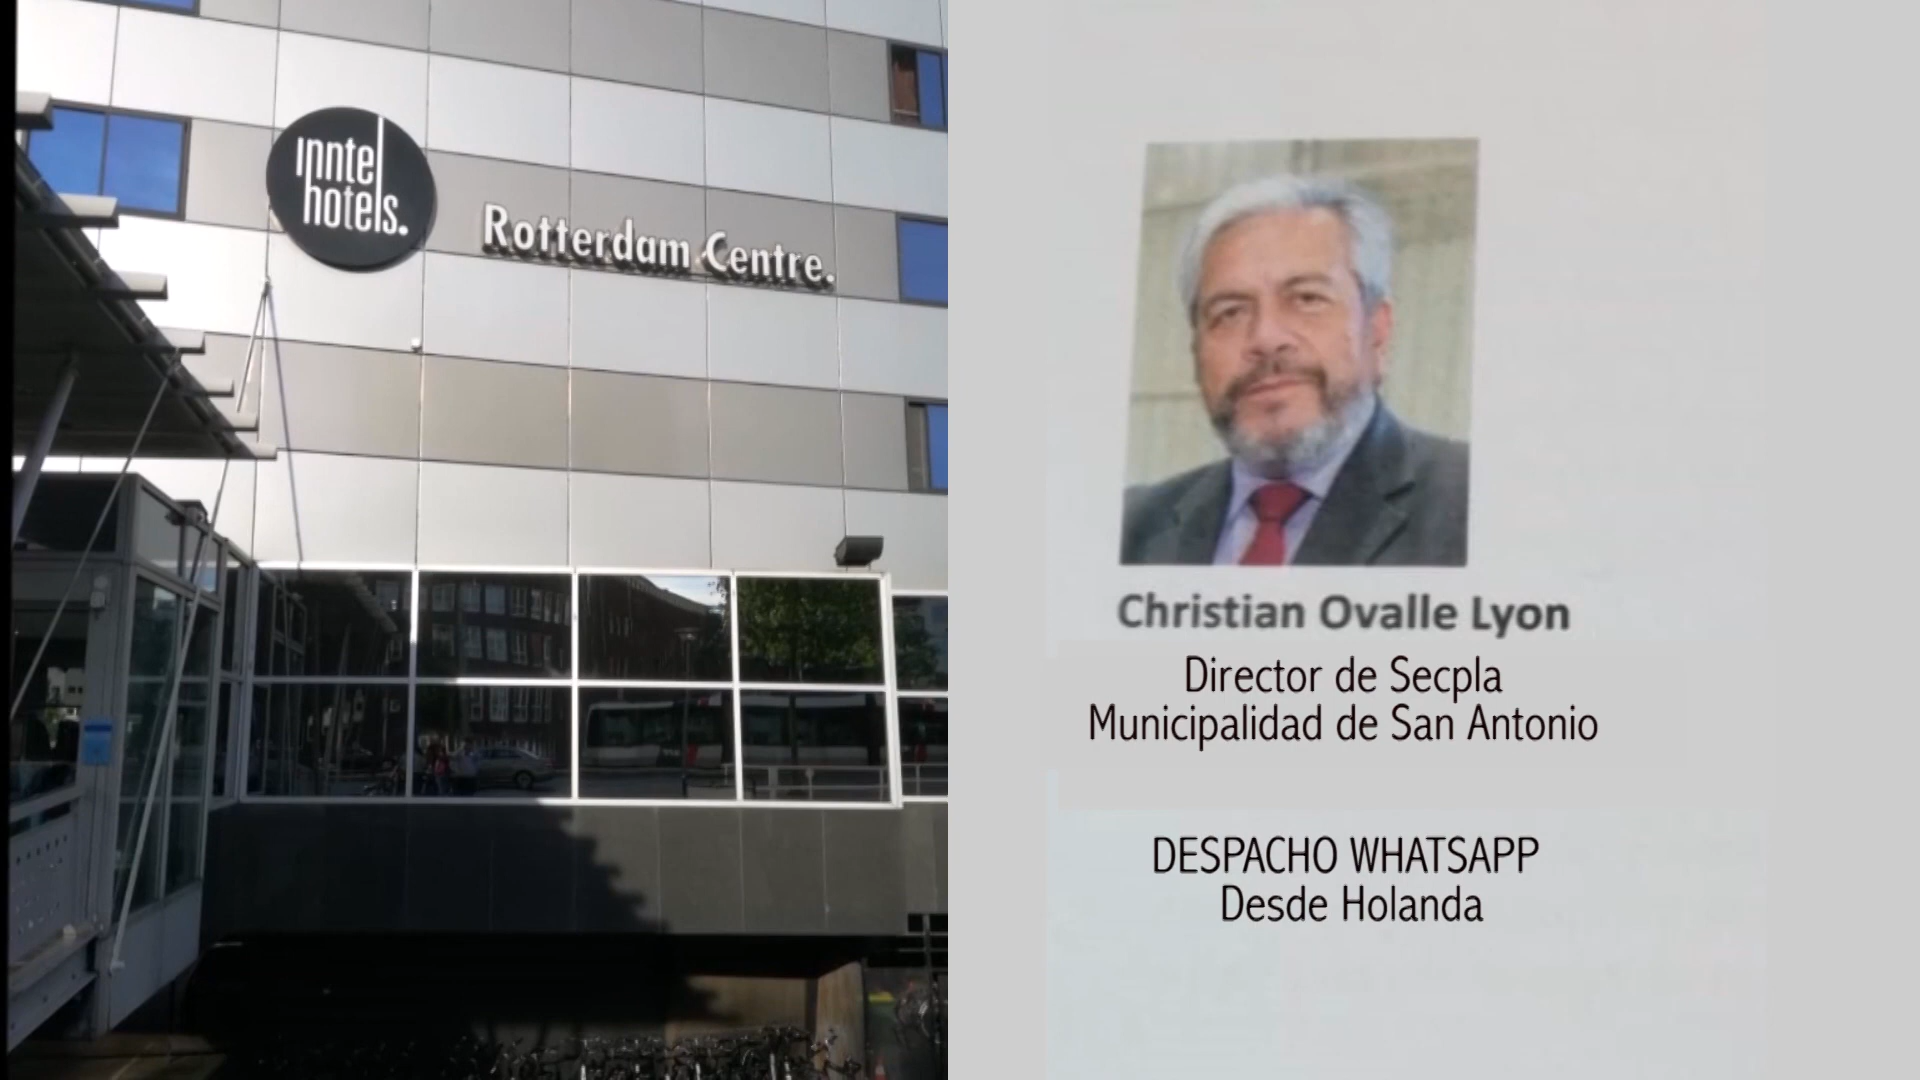 inntel
hotels.
Rotterdam Centre.
Christian Ovalle Lyon
Director de Secpla
Municipalidad de San Antonio
DESPACHO WHATSAPP
Desde Holanda